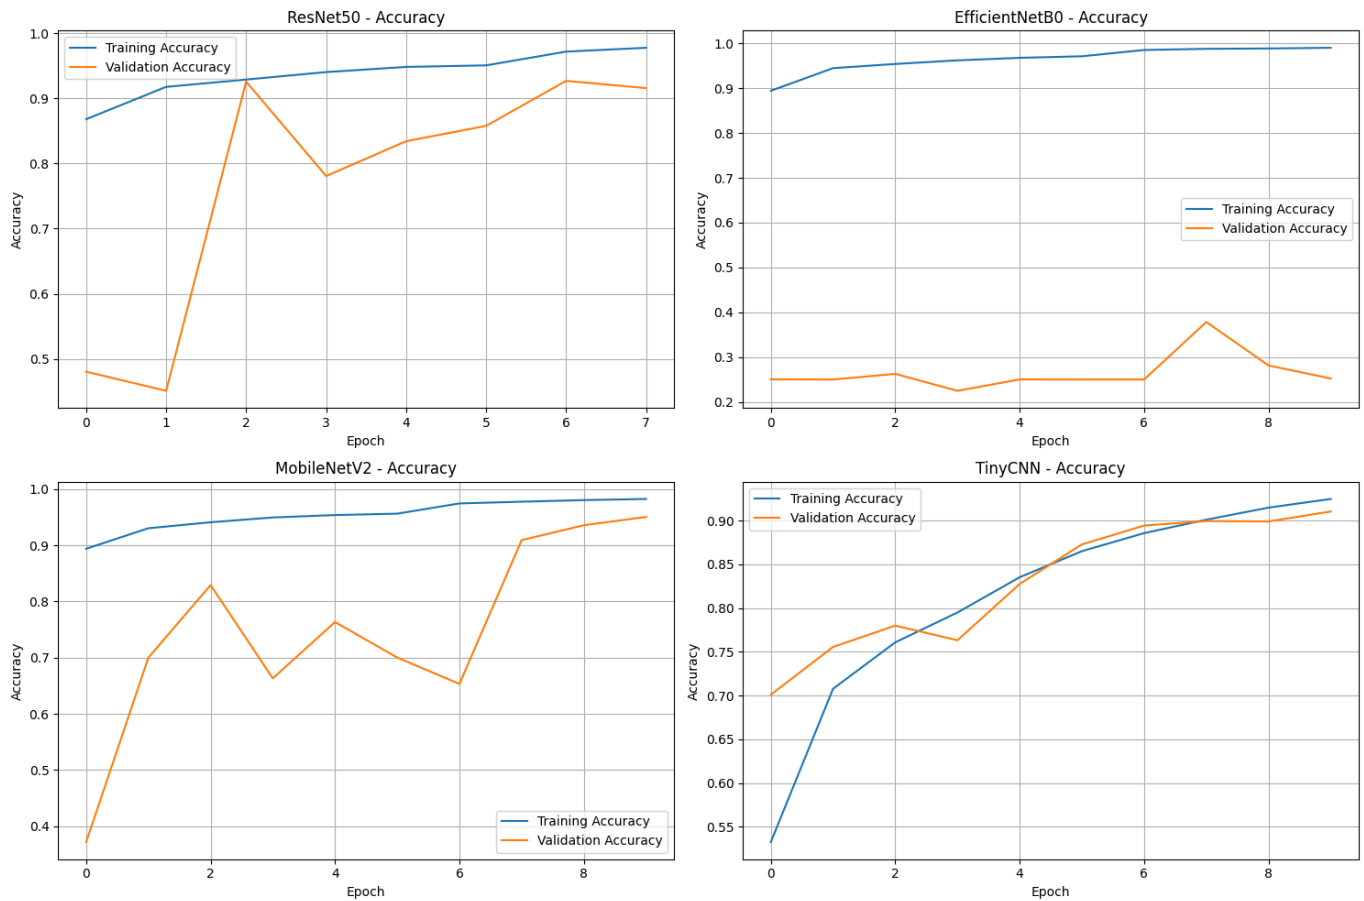 ResNet50 - Accuracy
1.0
0.9
0.8
0.7
0.6
0.5
Accuracy
Training Accuracy
Validation Accuracy
0 1 2 3 4 5 6 7
Epoch
EfficientNetB0 - Accuracy
1.0
0.9
0.8
0.7
0.6
0.5
0.4
0.3
0.2
Accuracy
Training Accuracy
Validation Accuracy
0 2 4 6 8
Epoch
MobileNetV2 - Accuracy
1.0
0.9
0.8
0.7
0.6
0.5
0.4
Accuracy
Training Accuracy
Validation Accuracy
0 2 4 6 8
Epoch
TinyCNN - Accuracy
Training Accuracy
Validation Accuracy
0.90
0.85
0.80
0.75
0.70
0.65
0.60
0.55
Accuracy
0 2 4 6 8
Epoch